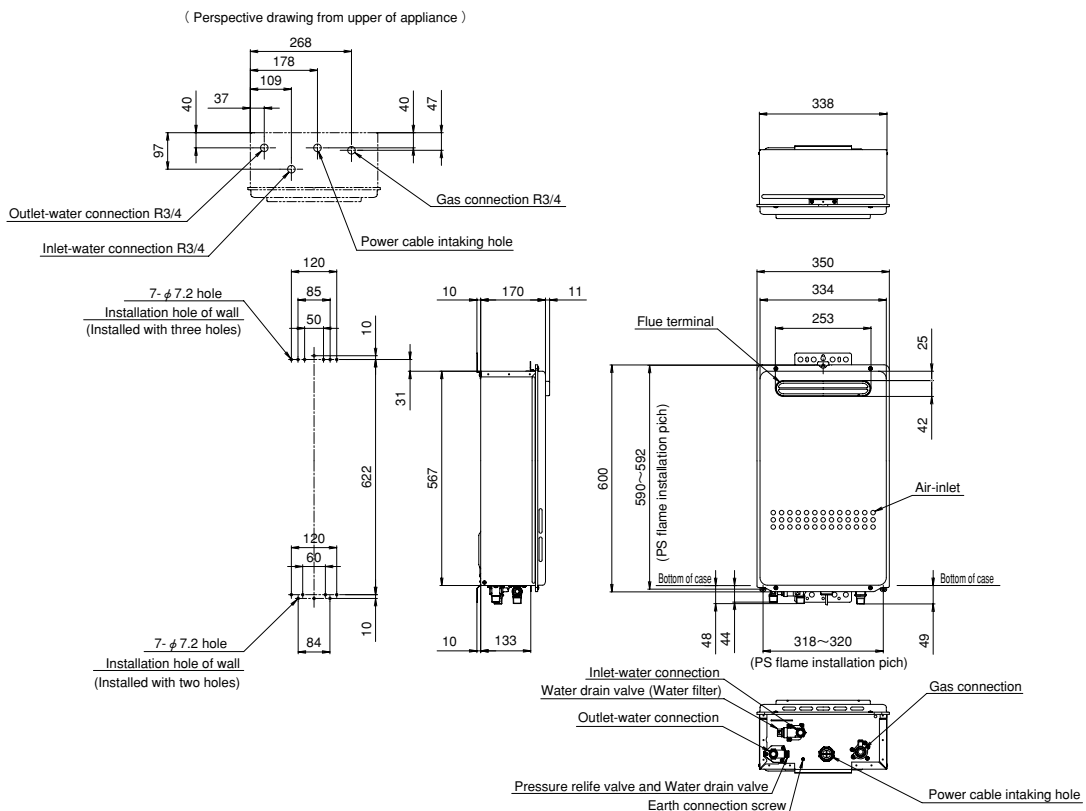 ( Perspective drawing from upper of appliance )
268
178
109
37
40
97
40
47
Outlet-water connection R3/4
Inlet-water connection R3/4
Gas connection R3/4
Power cable intaking hole
338
120
7-φ7.2 hole
85
Installation hole of wall
50
(Installed with three holes)
10
31
622
120
60
10
7-φ7.2 hole
84
Installation hole of wall
(Installed with two holes)
10
170
11
567
10
133
350
334
Flue terminal
253
25
42
600
590〜592
(PS flame installation pich)
Air-inlet
Bottom of case
Bottom of case
48
44
49
318〜320
(PS flame installation pich)
Inlet-water connection
Water drain valve (Water filter)
Outlet-water connection
Gas connection
Pressure relife valve and Water drain valve
Earth connection screw
Power cable intaking hole